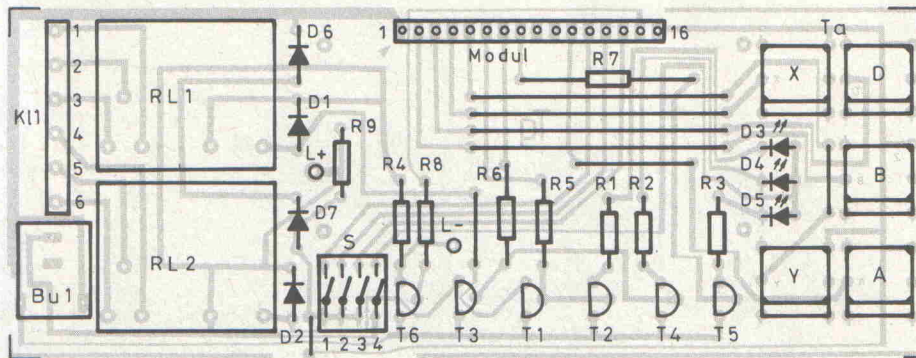 1 D6 1 16 Ta
Modul
R7
X D
2
RL1
3
Kl1
D1
R9
D3
4
L+
R4 R8 R6 R5 R1 R2 R3
D4
B
5
D5
6
D7
L-
S
RL2
Y A
Bu1
D2
1 2 3 4
T6 T3 T1 T2 T4 T5